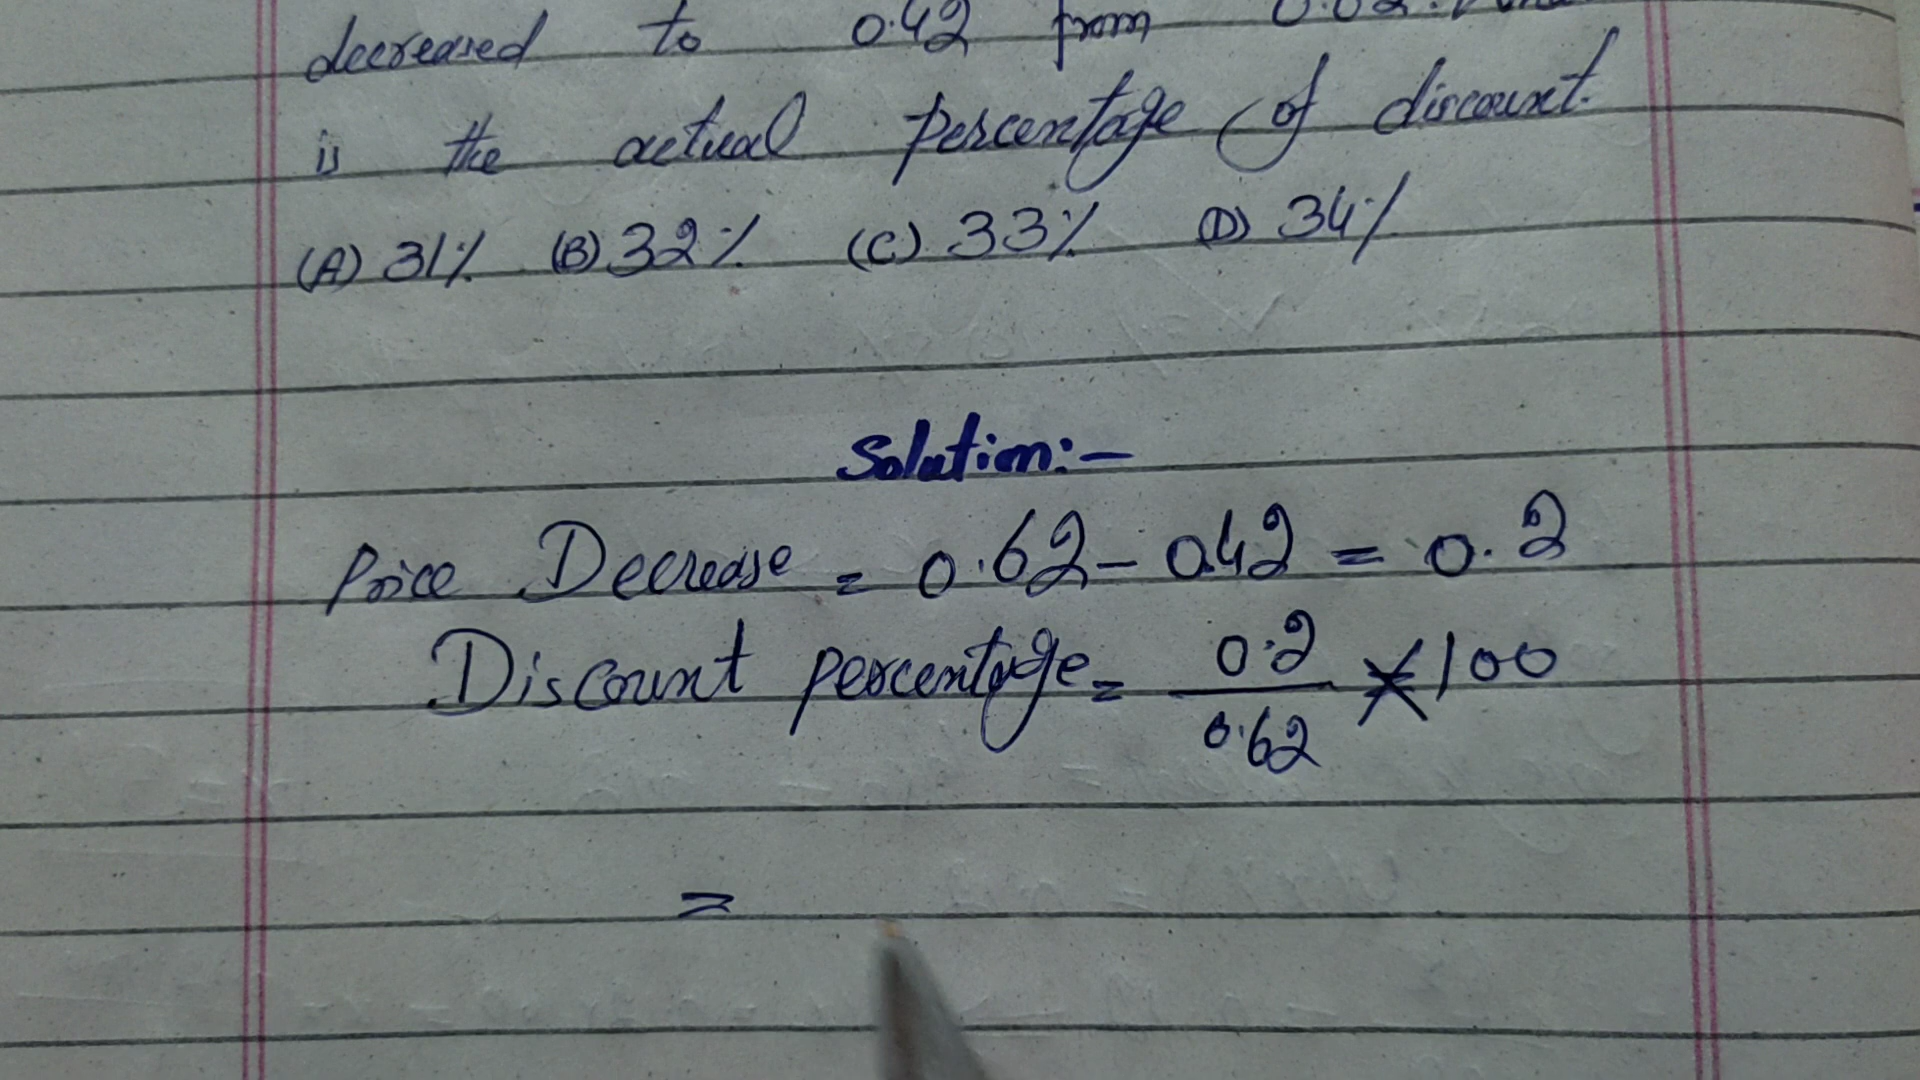 decreased to 0.42 from
is the actual percentage of discount.
(A) 31% (B) 32% (C) 33% (D) 34%
Solution:-
Price Decrease = 0.62 - 0.42 = 0.2
Discount percentage = 0.2/0.62 × 100
=